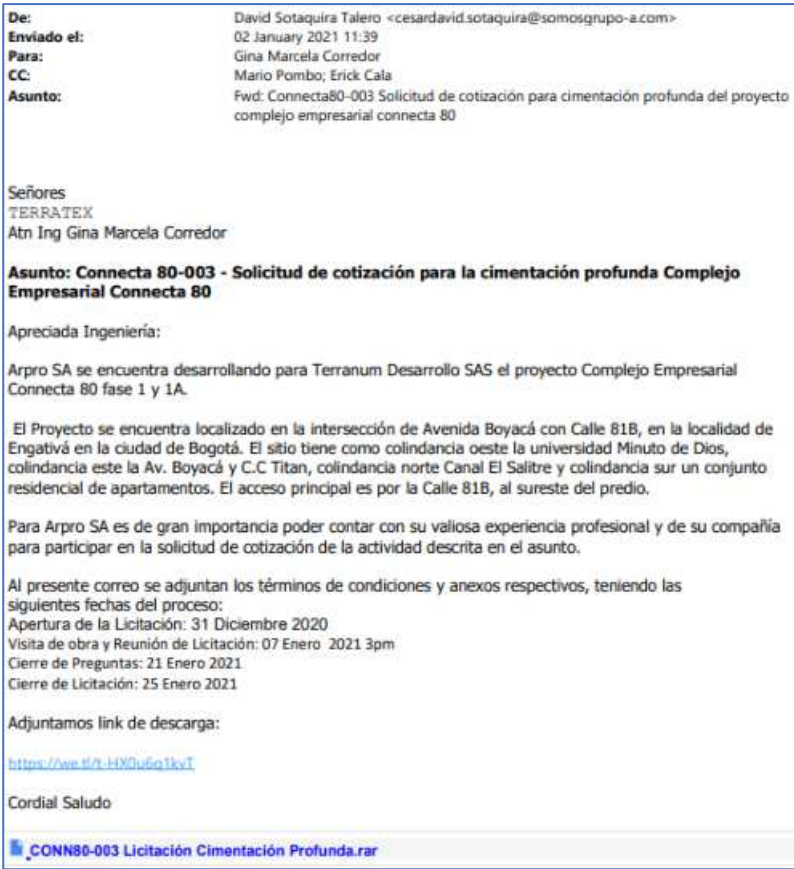 De: David Sotaquira Talero <cesardavid.sotaquira@somosgrupo-a.com>
Enviado el: 02 January 2021 11:39
Para: Gina Marcela Corredor
CC: Mario Pombo; Erick Cala
Asunto: Fwd: Connecta80-003 Solicitud de cotización para cimentación profunda del proyecto
complejo empresarial connecta 80
Señores
TERRATEX
Atn Ing Gina Marcela Corredor
Asunto: Connecta 80-003 - Solicitud de cotización para la cimentación profunda Complejo
Empresarial Connecta 80
Apreciada Ingeniería:
Arpro SA se encuentra desarrollando para Terranum Desarrollo SAS el proyecto Complejo Empresarial
Connecta 80 fase 1 y 1A.
El Proyecto se encuentra localizado en la intersección de Avenida Boyacá con Calle 81B, en la localidad de
Engativá en la ciudad de Bogotá. El sitio tiene como colindancia oeste la universidad Minuto de Dios,
colindancia este la Av. Boyacá y C.C Titan, colindancia norte Canal El Salitre y colindancia sur un conjunto
residencial de apartamentos. El acceso principal es por la Calle 81B, al sureste del predio.
Para Arpro SA es de gran importancia poder contar con su valiosa experiencia profesional y de su compañía
para participar en la solicitud de cotización de la actividad descrita en el asunto.
Al presente correo se adjuntan los términos de condiciones y anexos respectivos, teniendo las
siguientes fechas del proceso:
Apertura de la Licitación: 31 Diciembre 2020
Visita de obra y Reunión de Licitación: 07 Enero 2021 3pm
Cierre de Preguntas: 21 Enero 2021
Cierre de Licitación: 25 Enero 2021
Adjuntamos link de descarga:
https://we.tl/t-HX0u6q1kvT
Cordial Saludo
CONN80-003 Licitación Cimentación Profunda.rar